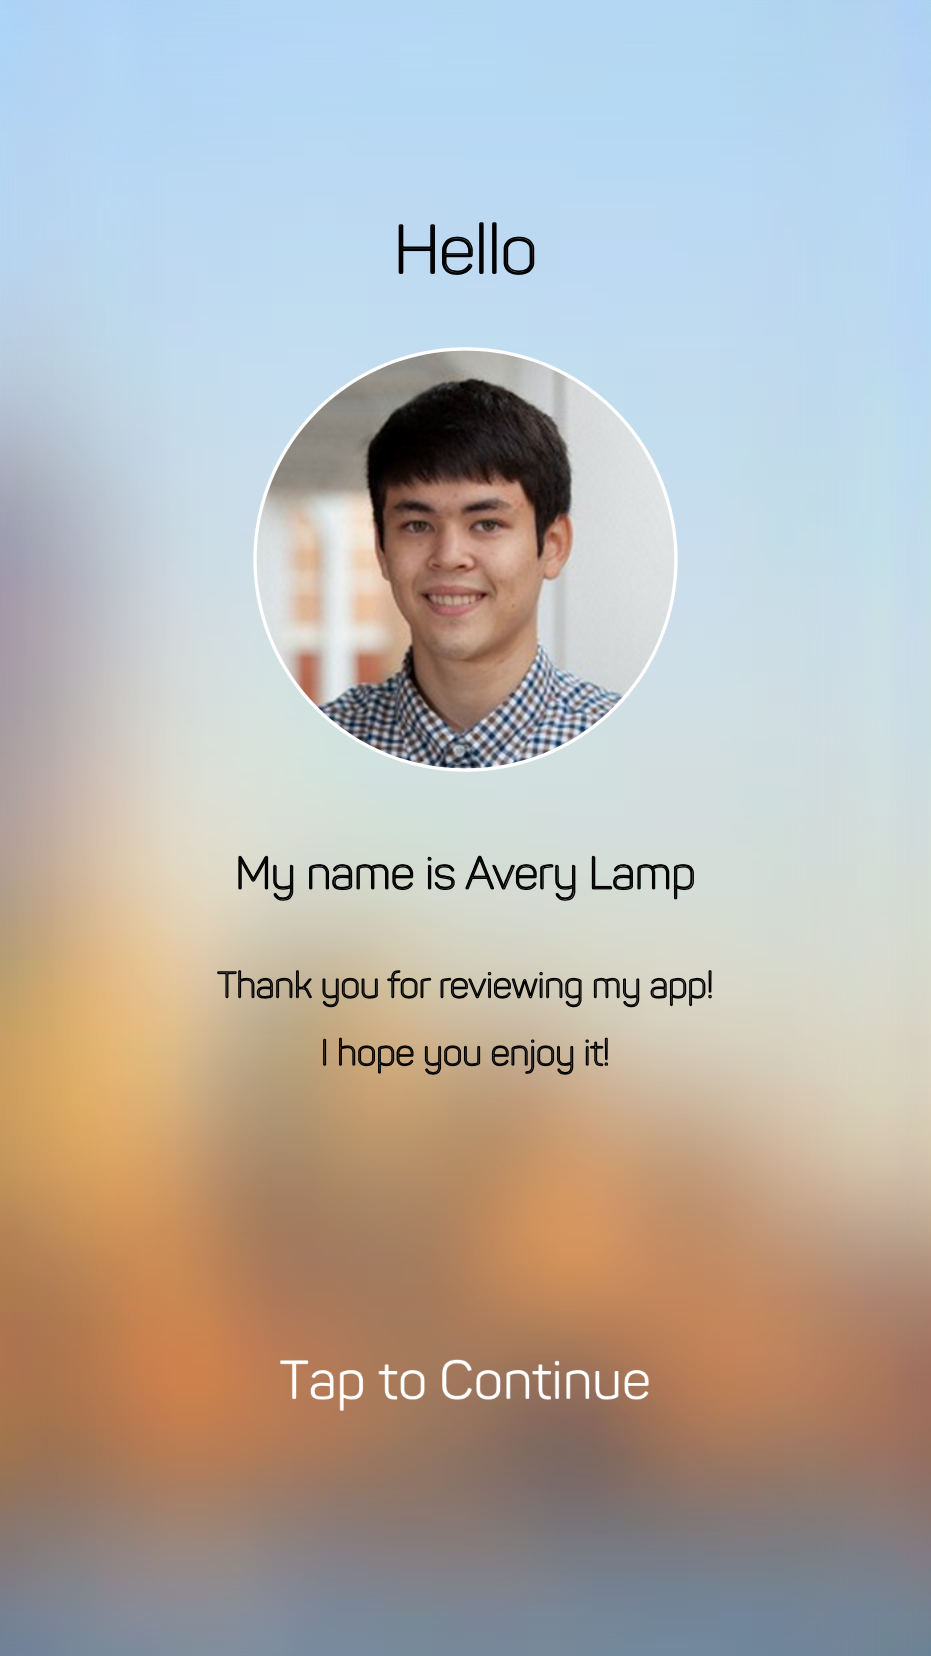 Hello
My name is Avery Lamp
Thank you for reviewing my app!
I hope you enjoy it!
Tap to Continue